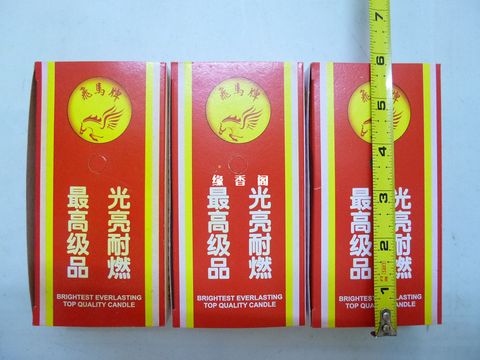 飛馬牌
光亮耐燃
最高级品
BRIGHTEST EVERLASTING
TOP QUALITY CANDLE
飛馬牌
缘香阁
光亮耐燃
最高级品
BRIGHTEST EVERLASTING
TOP QUALITY CANDLE
飛 牌
光亮耐燃
最高级品
BRIGHTEST EVERLASTING
TOP QUALITY CANDLE
7
6
5
4
3
2
1